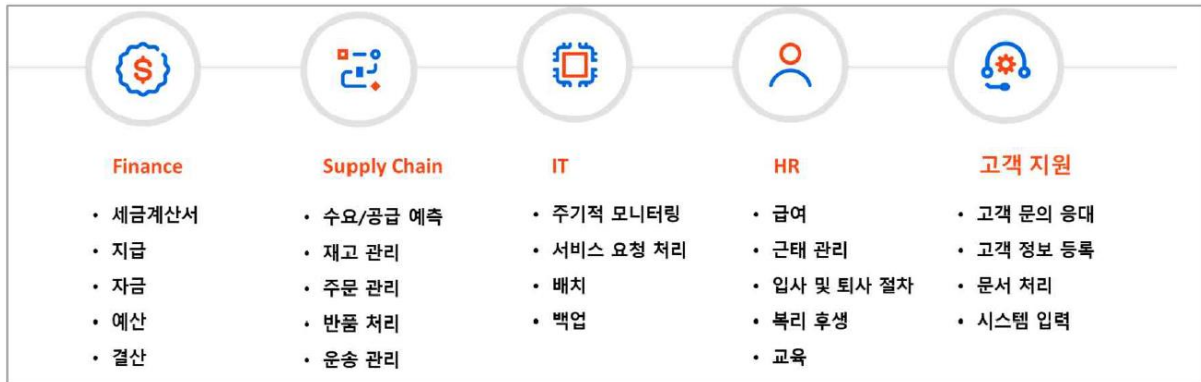 Finance
• 세금계산서
• 지급
• 자금
• 예산
• 결산
Supply Chain
• 수요/공급 예측
• 재고 관리
• 주문 관리
• 반품 처리
• 운송 관리
IT
• 주기적 모니터링
• 서비스 요청 처리
• 배치
• 백업
HR
• 급여
• 근태 관리
• 입사 및 퇴사 절차
• 복리 후생
• 교육
고객 지원
• 고객 문의 응대
• 고객 정보 등록
• 문서 처리
• 시스템 입력